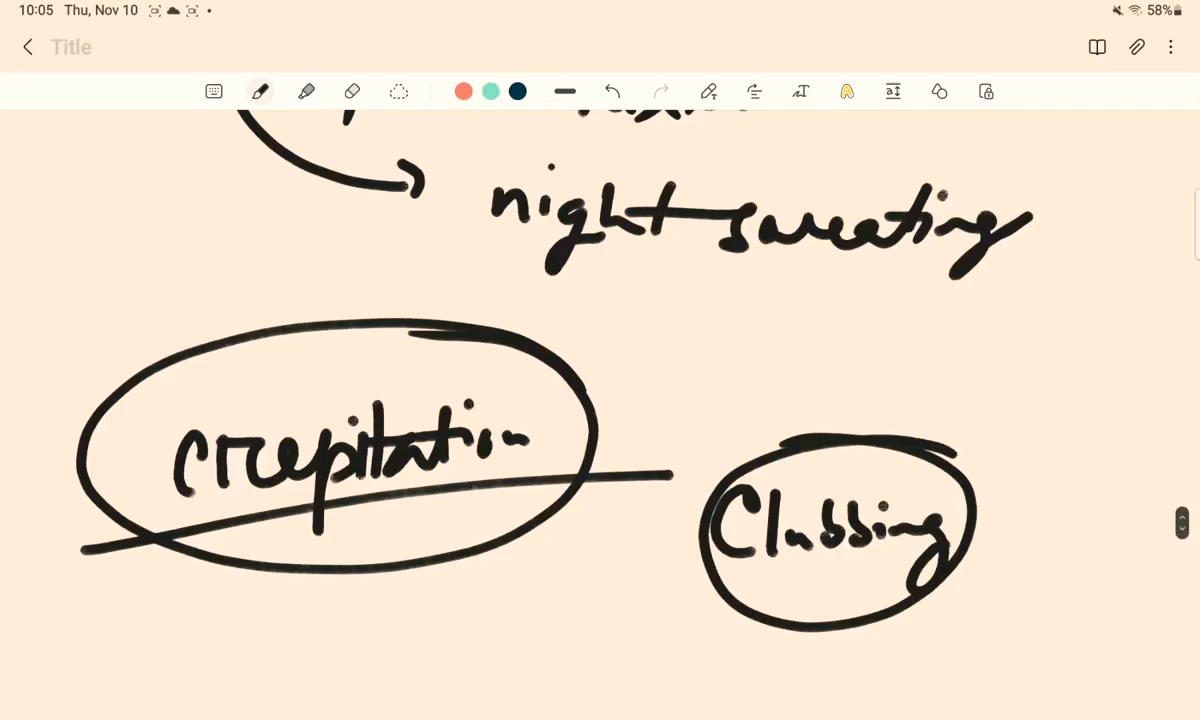 10:05 Thu, Nov 10 58%
Title
night sweating
crepitation
Clubbing